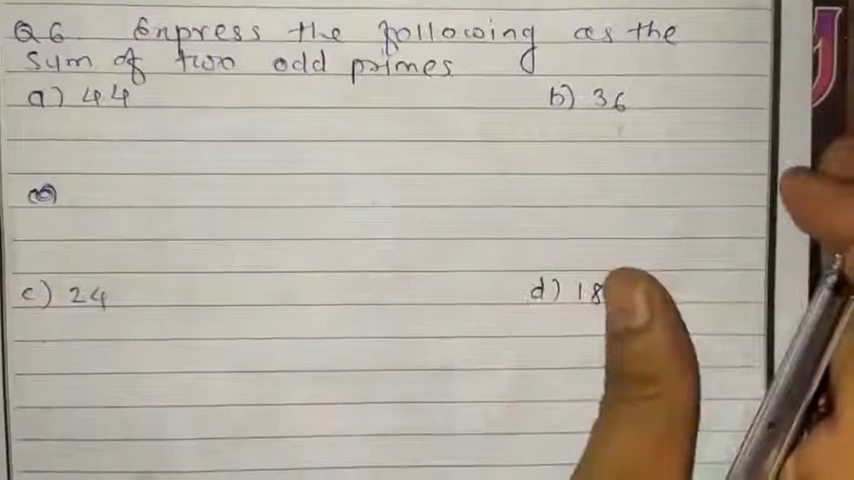 Q6 Express the following as the
sum of two odd primes
a) 44 b) 36
c) 24 d) 18